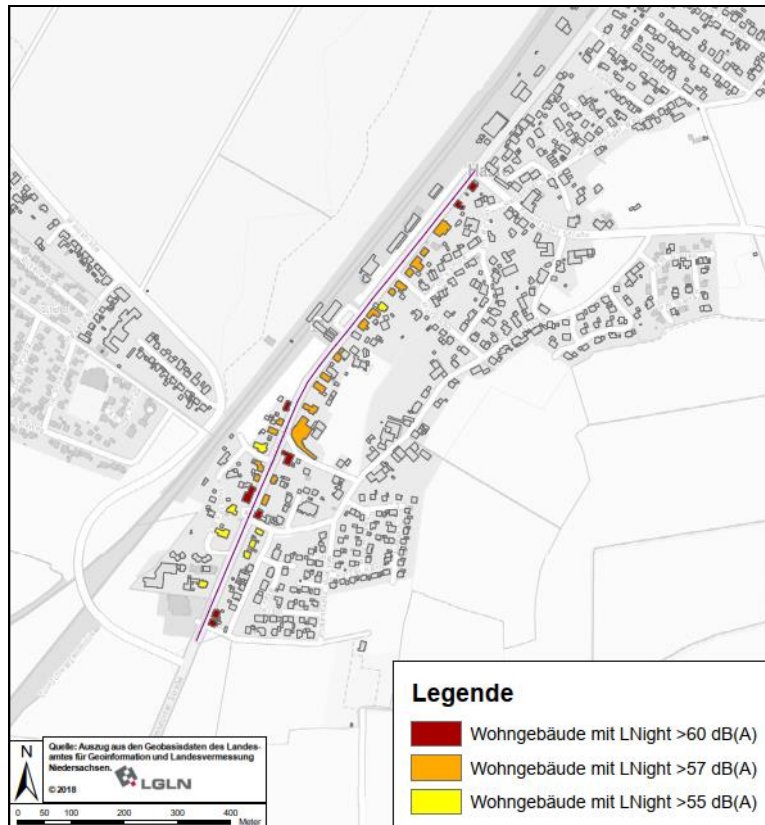 Legende
Wohngebäude mit LNight >60 dB(A)
Wohngebäude mit LNight >57 dB(A)
Wohngebäude mit LNight >55 dB(A)
N
Quelle: Auszug aus den Geobasisdaten des Landes-
amtes für Geoinformation und Landesvermessung
Niedersachsen.
LGLN
© 2018
0 50 100 200 300 400
Meter